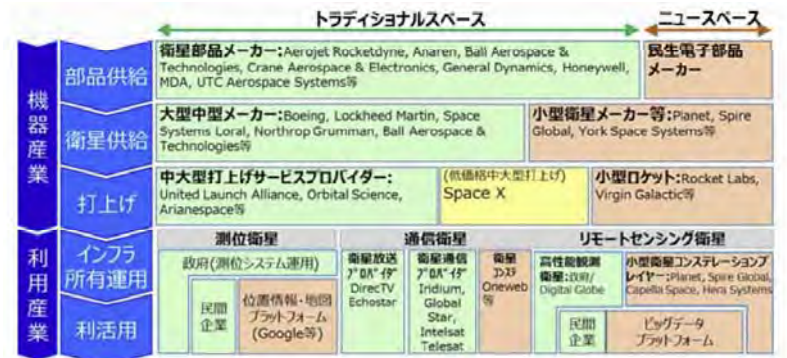 トラディショナルスペース
ニュースペース
機器産業
部品供給
衛星部品メーカー:Aerojet Rocketdyne, Anaren, Ball Aerospace &
Technologies, Crane Aerospace & Electronics, General Dynamics, Honeywell,
MDA, UTC Aerospace Systems等
民生電子部品
メーカー
衛星供給
大型中型メーカー:Boeing, Lockheed Martin, Space
Systems Loral, Northrop Grumman, Ball Aerospace &
Technologies等
小型衛星メーカー等:Planet, Spire
Global, York Space Systems等
打上げ
中大型打上げサービスプロバイダー:
United Launch Alliance, Orbital Science,
Arianespace等
(低価格中大型打上げ)
Space X
小型ロケット:Rocket Labs,
Virgin Galactic等
利用産業
インフラ
所有運用
利活用
測位衛星
政府(測位システム運用)
民間
企業
位置情報・地図
プラットフォーム
(Google等)
通信衛星
衛星放送
プロバイダ
DirecTV
Echostar
衛星通信
プロバイダ
Iridium,
Global
Star,
Intelsat
Telesat
衛星
コンステ
Oneweb
等
リモートセンシング衛星
高性能観測
衛星:政府/
Digital Globe
小型衛星コンステレーションプ
レイヤー:Planet, Spire Global,
Capella Space, Hera Systems
民間
企業
ビッグデータ
プラットフォーム